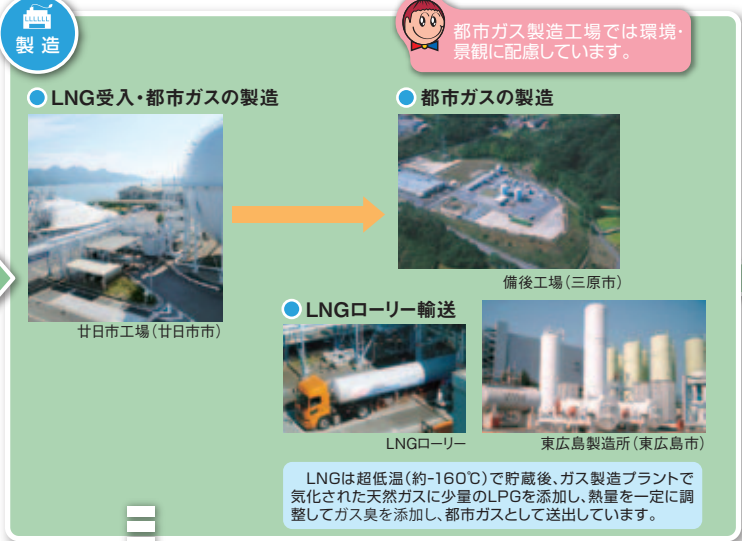 製造
都市ガス製造工場では環境・
景観に配慮しています。
LNG受入・都市ガスの製造
廿日市工場（廿日市市）
都市ガスの製造
備後工場（三原市）
LNGローリー輸送
LNGローリー
東広島製造所（東広島市）
LNGは超低温（約-160℃）で貯蔵後、ガス製造プラントで
気化された天然ガスに少量のLPGを添加し、熱量を一定に調
整してガス臭を添加し、都市ガスとして送出しています。